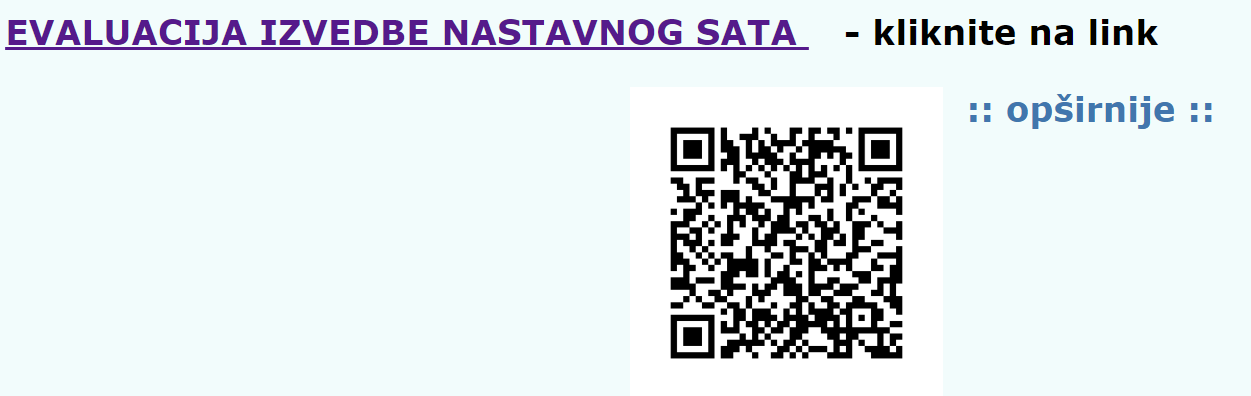 EVALUACIJA IZVEDBE NASTAVNOG SATA - kliknite na link
:: opširnije ::